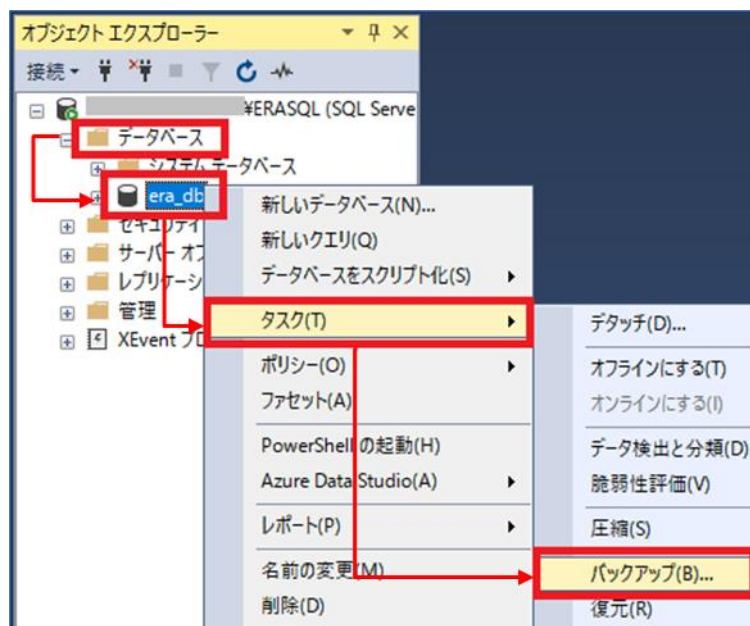 オブジェクト エクスプローラー
接続
¥ERASQL (SQL Serve
データベース
システム データベース
era_db
セキュリティ
サーバー オブ
レプリケーシ
管理
XEvent プロ
新しいデータベース(N)...
新しいクエリ(Q)
データベースをスクリプト化(S)
タスク(T)
ポリシー(O)
ファセット(A)
PowerShell の起動(H)
Azure Data Studio(A)
レポート(P)
名前の変更(M)
削除(D)
デタッチ(D)...
オフラインにする(T)
オンラインにする(I)
データ検出と分類(D)
脆弱性評価(V)
圧縮(S)
バックアップ(B)...
復元(R)